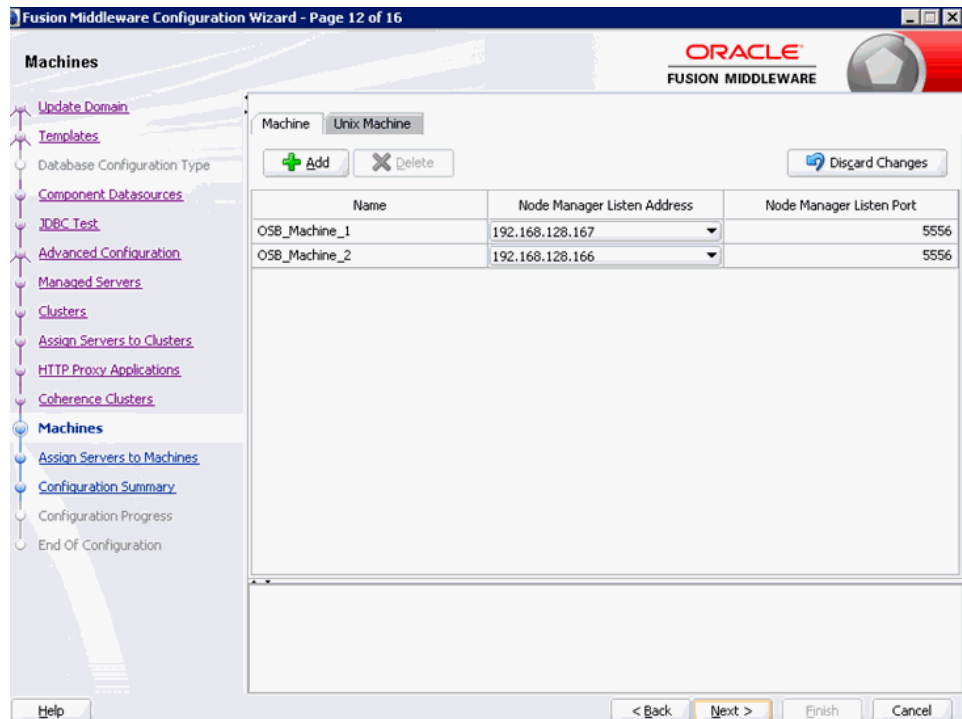 Fusion Middleware Configuration Wizard - Page 12 of 16
Machines
ORACLE
FUSION MIDDLEWARE
Update Domain
Templates
Database Configuration Type
Component Datasources
JDBC Test
Advanced Configuration
Managed Servers
Clusters
Assign Servers to Clusters
HTTP Proxy Applications
Coherence Clusters
Machines
Assign Servers to Machines
Configuration Summary
Configuration Progress
End Of Configuration
Machine Unix Machine
Add Delete Discard Changes
Name Node Manager Listen Address Node Manager Listen Port
OSB_Machine_1 192.168.128.167 5556
OSB_Machine_2 192.168.128.166 5556
Help < Back Next > Finish Cancel